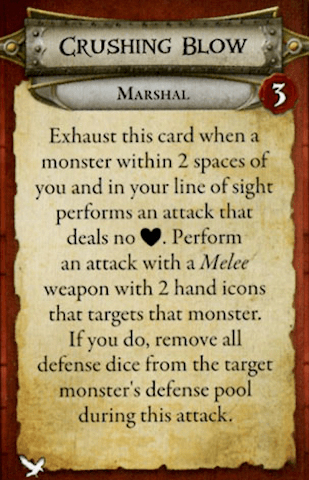 Crushing Blow
Marshal
3
Exhaust this card when a
monster within 2 spaces of
you and in your line of sight
performs an attack that
deals no ♥. Perform
an attack with a Melee
weapon with 2 hand icons
that targets that monster.
If you do, remove all
defense dice from the target
monster's defense pool
during this attack.